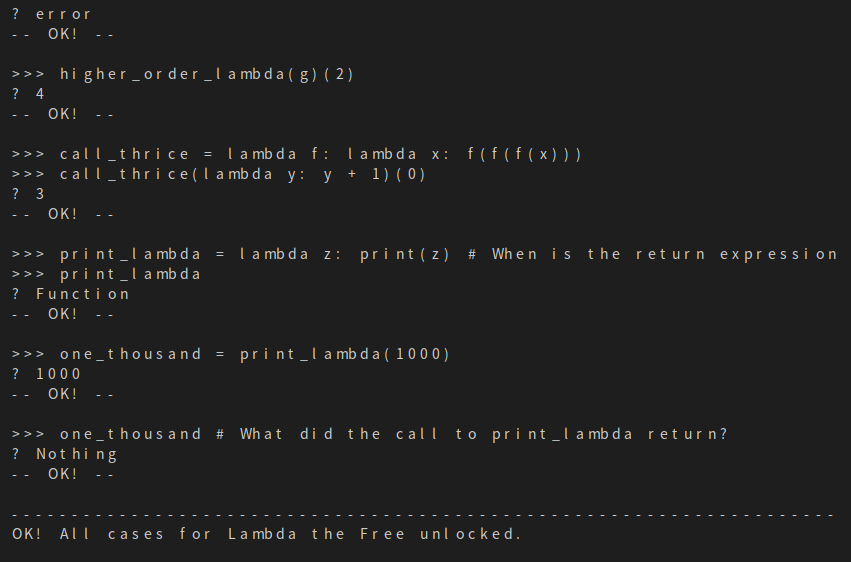 ? error
-- OK! --
>>> higher_order_lambda(g)(2)
? 4
-- OK! --
>>> call_thrice = lambda f: lambda x: f(f(f(x)))
>>> call_thrice(lambda y: y + 1)(0)
? 3
-- OK! --
>>> print_lambda = lambda z: print(z) # When is the return expression
>>> print_lambda
? Function
-- OK! --
>>> one_thousand = print_lambda(1000)
? 1000
-- OK! --
>>> one_thousand # What did the call to print_lambda return?
? Nothing
-- OK! --
---------------------------------------------------------------------
OK! All cases for Lambda the Free unlocked.